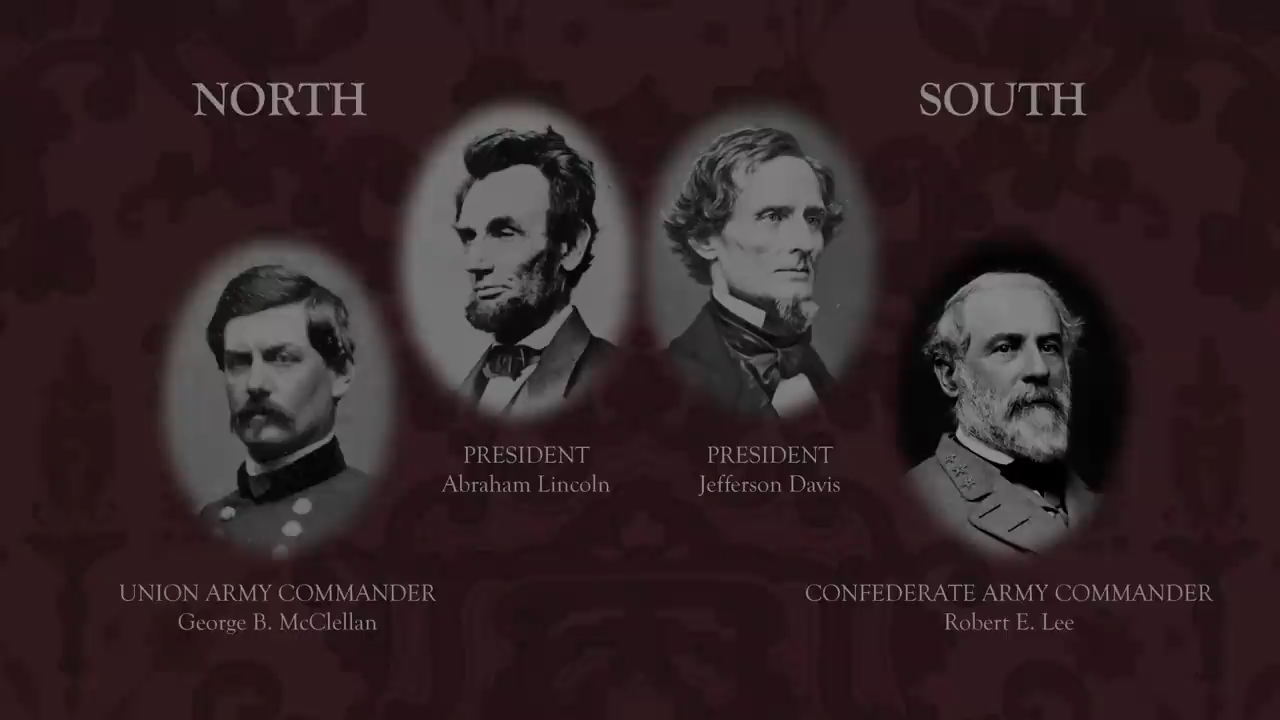 NORTH
SOUTH
PRESIDENT
Abraham Lincoln
PRESIDENT
Jefferson Davis
UNION ARMY COMMANDER
George B. McClellan
CONFEDERATE ARMY COMMANDER
Robert E. Lee